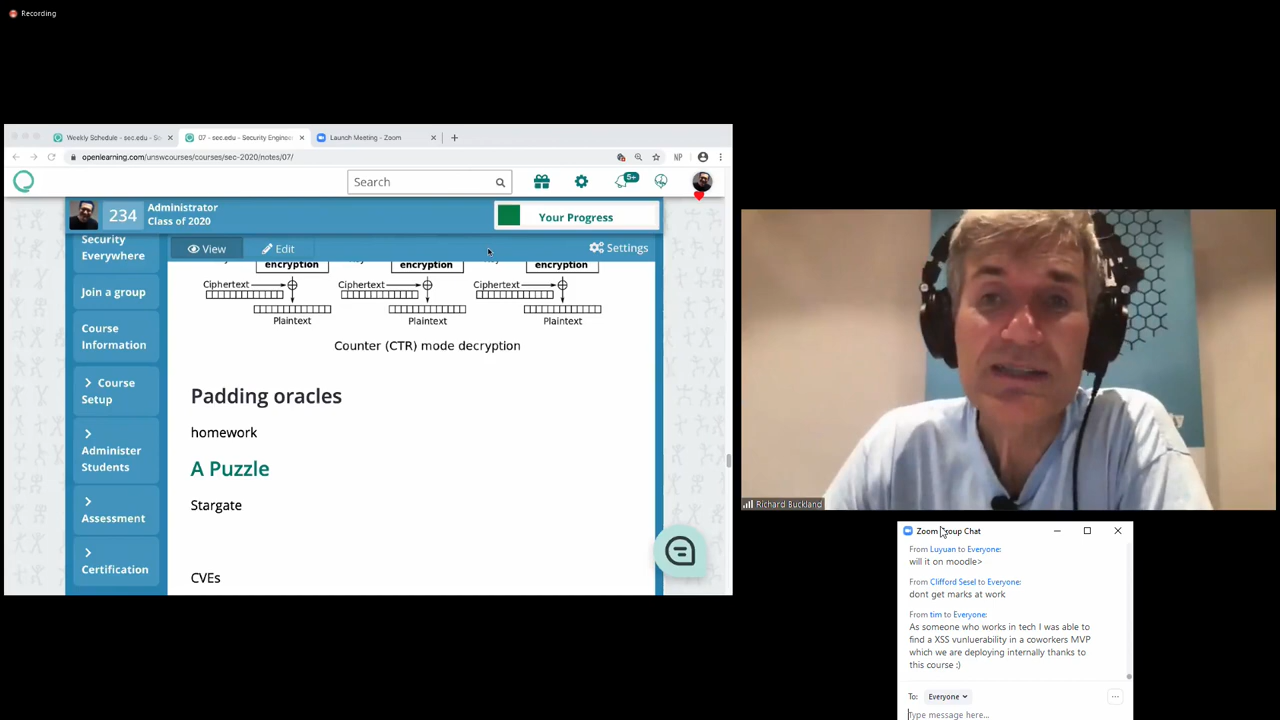 Recording
Weekly Schedule - sec.edu - So
07 - sec.edu - Security Enginee
Launch Meeting - Zoom
openlearning.com/unswcourses/courses/sec-2020/notes/07/
NP
Search
5+
234
Administrator
Class of 2020
Your Progress
Security
Everywhere
View
Edit
Settings
Join a group
Course
Information
Course
Setup
Administer
Students
Assessment
Certification
encryption
encryption
encryption
Ciphertext
Ciphertext
Ciphertext
Plaintext
Plaintext
Plaintext
Counter (CTR) mode decryption
Padding oracles
homework
A Puzzle
Stargate
CVEs
Richard Buckland
Zoom Group Chat
From Luyuan to Everyone:
will it on moodle>
From Clifford Sesel to Everyone:
dont get marks at work
From tim to Everyone:
As someone who works in tech I was able to
find a XSS vunluerability in a coworkers MVP
which we are deploying internally thanks to
this course :)
To: Everyone
Type message here...